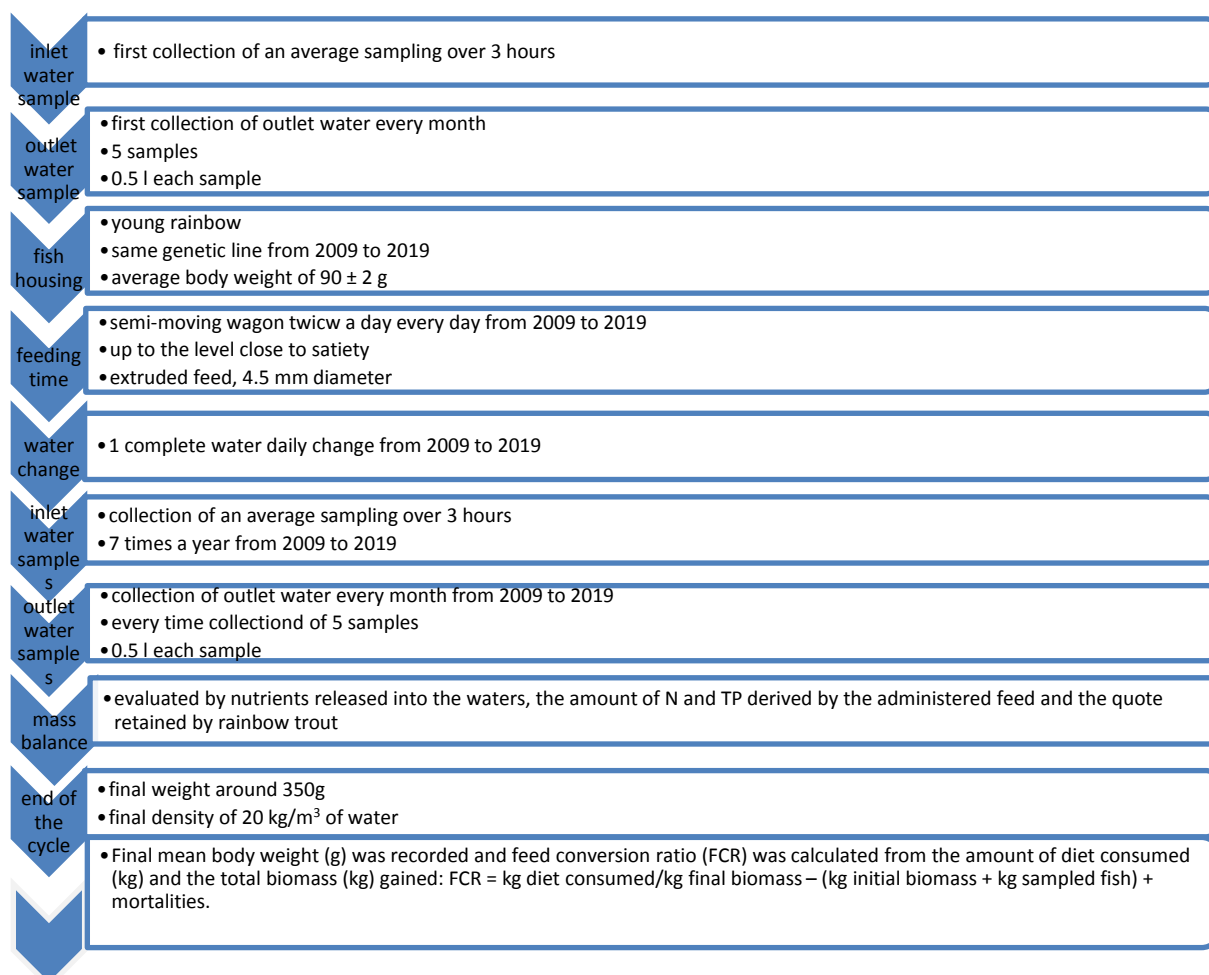 inlet
water
sample
• first collection of an average sampling over 3 hours
outlet
water
sample
•first collection of outlet water every month
•5 samples
•0.5 l each sample
fish
housing
•young rainbow
•same genetic line from 2009 to 2019
•average body weight of 90 ± 2 g
feeding
time
•semi-moving wagon twicw a day every day from 2009 to 2019
•up to the level close to satiety
•extruded feed, 4.5 mm diameter
water
change
•1 complete water daily change from 2009 to 2019
inlet
water
sample
s
•collection of an average sampling over 3 hours
•7 times a year from 2009 to 2019
outlet
water
sample
s
•collection of outlet water every month from 2009 to 2019
•every time collectiond of 5 samples
•0.5 l each sample
mass
balance
•evaluated by nutrients released into the waters, the amount of N and TP derived by the administered feed and the quote
retained by rainbow trout
end of
the
cycle
•final weight around 350g
•final density of 20 kg/m³ of water
•Final mean body weight (g) was recorded and feed conversion ratio (FCR) was calculated from the amount of diet consumed
(kg) and the total biomass (kg) gained: FCR = kg diet consumed/kg final biomass – (kg initial biomass + kg sampled fish) +
mortalities.